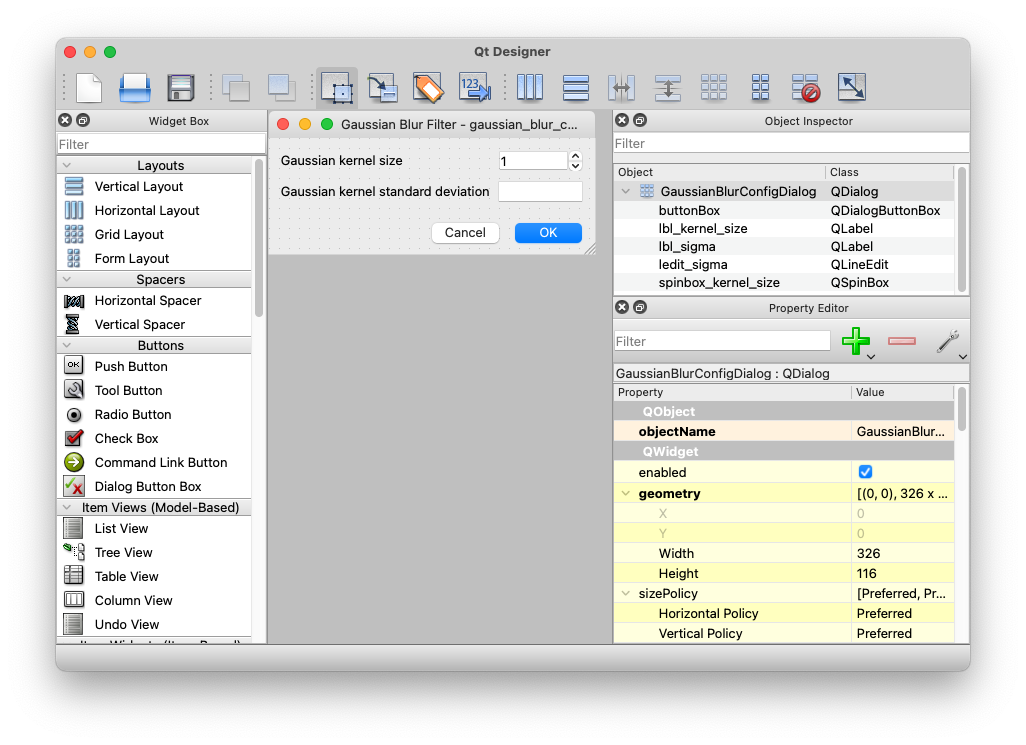 Qt Designer
123
Widget Box
Filter
Layouts
Vertical Layout
Horizontal Layout
Grid Layout
Form Layout
Spacers
Horizontal Spacer
Vertical Spacer
Buttons
OK
Push Button
Tool Button
Radio Button
Check Box
Command Link Button
Dialog Button Box
Item Views (Model-Based)
List View
Tree View
Table View
Column View
Undo View
Gaussian Blur Filter - gaussian_blur_c...
Gaussian kernel size
1
Gaussian kernel standard deviation
Cancel
OK
Object Inspector
Filter
Object Class
GaussianBlurConfigDialog QDialog
buttonBox QDialogButtonBox
lbl_kernel_size QLabel
lbl_sigma QLabel
ledit_sigma QLineEdit
spinbox_kernel_size QSpinBox
Property Editor
Filter
GaussianBlurConfigDialog : QDialog
Property Value
QObject
objectName GaussianBlur...
QWidget
enabled
geometry [(0, 0), 326 x ...
X 0
Y 0
Width 326
Height 116
sizePolicy [Preferred, Pr...
Horizontal Policy Preferred
Vertical Policy Preferred